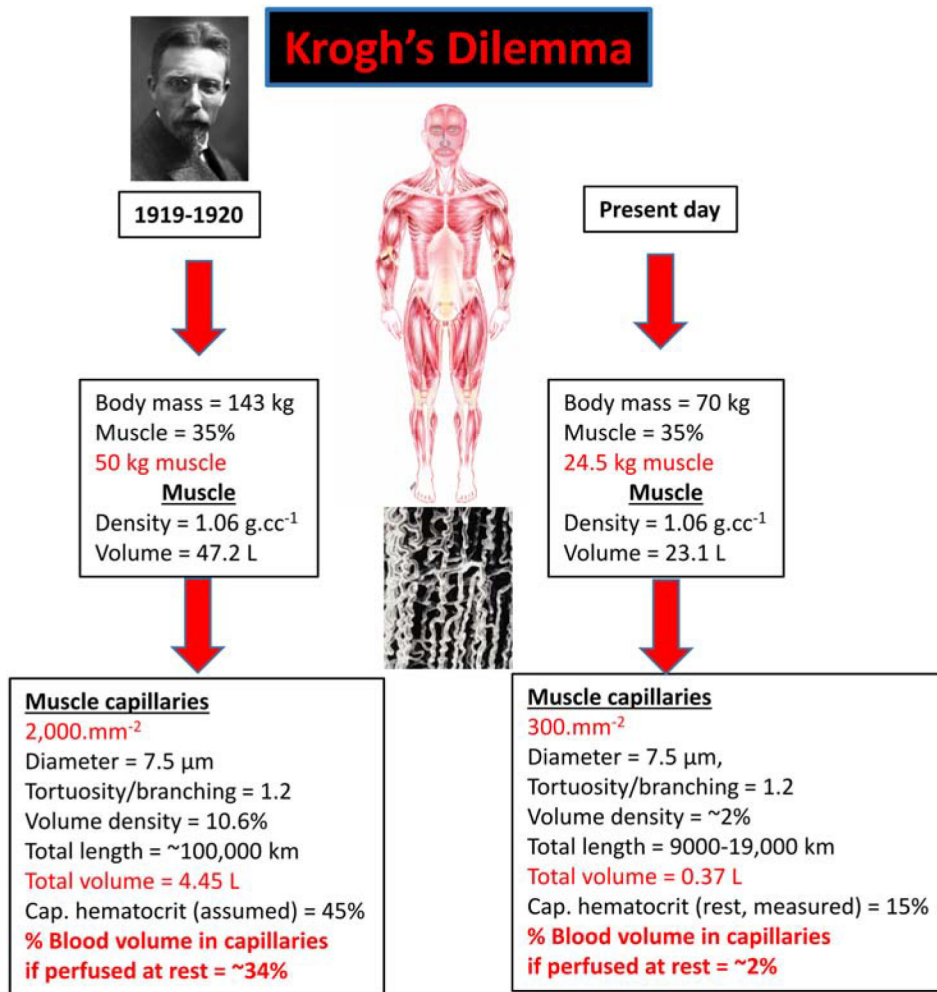 Krogh's Dilemma
1919-1920
Present day
Body mass = 143 kg
Muscle = 35%
50 kg muscle
Muscle
Density = 1.06 g.cc⁻¹
Volume = 47.2 L
Body mass = 70 kg
Muscle = 35%
24.5 kg muscle
Muscle
Density = 1.06 g.cc⁻¹
Volume = 23.1 L
Muscle capillaries
2,000.mm⁻²
Diameter = 7.5 µm
Tortuosity/branching = 1.2
Volume density = 10.6%
Total length = ~100,000 km
Total volume = 4.45 L
Cap. hematocrit (assumed) = 45%
% Blood volume in capillaries
if perfused at rest = ~34%
Muscle capillaries
300.mm⁻²
Diameter = 7.5 µm,
Tortuosity/branching = 1.2
Volume density = ~2%
Total length = 9000-19,000 km
Total volume = 0.37 L
Cap. hematocrit (rest, measured) = 15%
% Blood volume in capillaries
if perfused at rest = ~2%